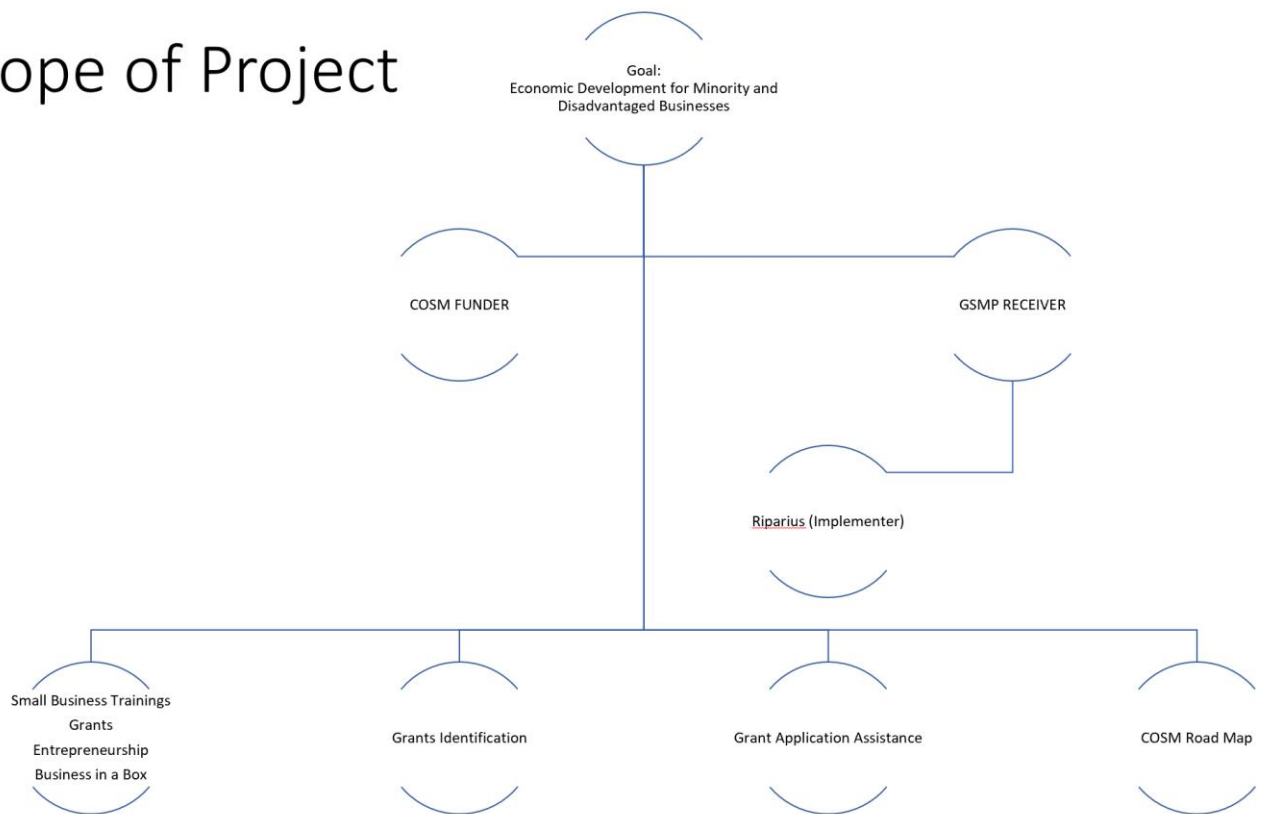 ope of Project
Goal:
Economic Development for Minority and
Disadvantaged Businesses
COSM FUNDER
GSMP RECEIVER
Riparius (Implementer)
Small Business Trainings
Grants
Entrepreneurship
Business in a Box
Grants Identification
Grant Application Assistance
COSM Road Map